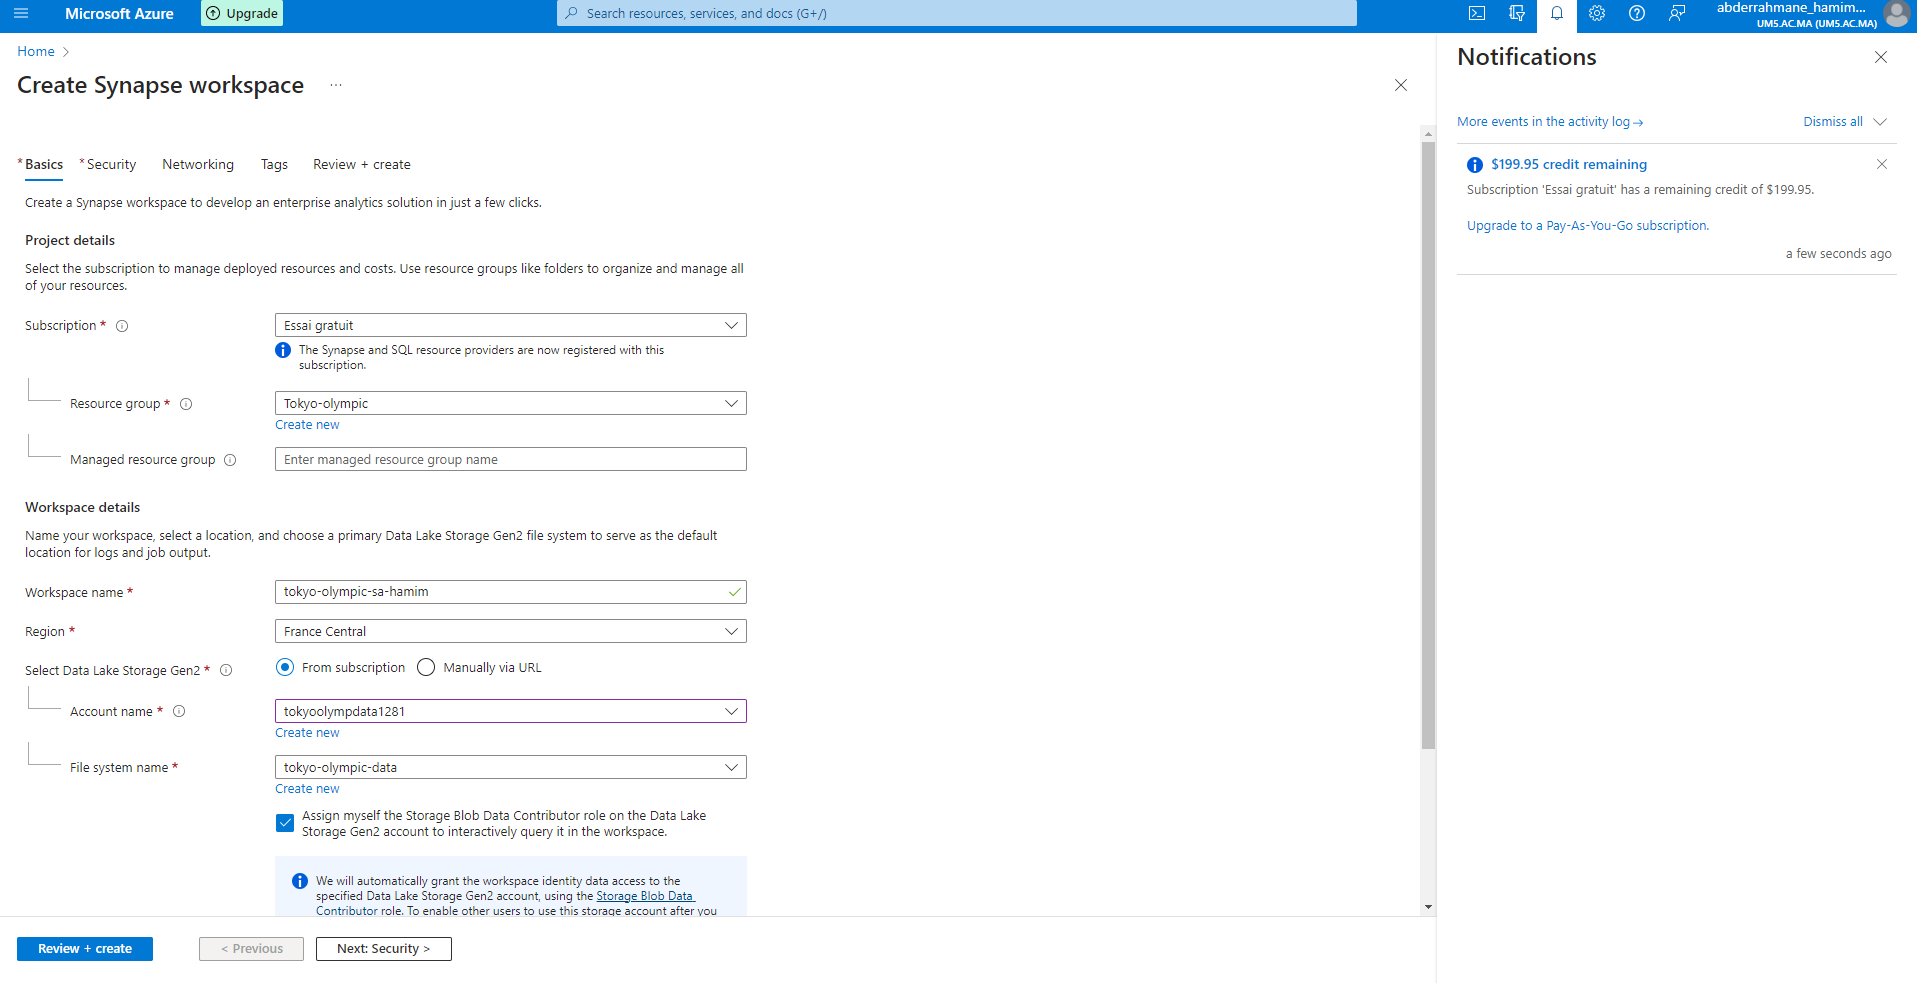 Microsoft Azure
Upgrade
Search resources, services, and docs (G+/)
abderrahmane_hamim...
UM5.AC.MA (UM5.AC.MA)
Home
Create Synapse workspace
...
* Basics
* Security
Networking
Tags
Review + create
Create a Synapse workspace to develop an enterprise analytics solution in just a few clicks.
Project details
Select the subscription to manage deployed resources and costs. Use resource groups like folders to organize and manage all
of your resources.
Subscription *
Essai gratuit
The Synapse and SQL resource providers are now registered with this
subscription.
Resource group *
Tokyo-olympic
Create new
Managed resource group
Enter managed resource group name
Workspace details
Name your workspace, select a location, and choose a primary Data Lake Storage Gen2 file system to serve as the default
location for logs and job output.
Workspace name *
tokyo-olympic-sa-hamim
Region *
France Central
Select Data Lake Storage Gen2 *
From subscription
Manually via URL
Account name *
tokyoolympdata1281
Create new
File system name *
tokyo-olympic-data
Create new
Assign myself the Storage Blob Data Contributor role on the Data Lake
Storage Gen2 account to interactively query it in the workspace.
We will automatically grant the workspace identity data access to the
specified Data Lake Storage Gen2 account, using the Storage Blob Data
Contributor role. To enable other users to use this storage account after you
Review + create
< Previous
Next: Security >
Notifications
More events in the activity log →
Dismiss all
$199.95 credit remaining
Subscription 'Essai gratuit' has a remaining credit of $199.95.
Upgrade to a Pay-As-You-Go subscription.
a few seconds ago